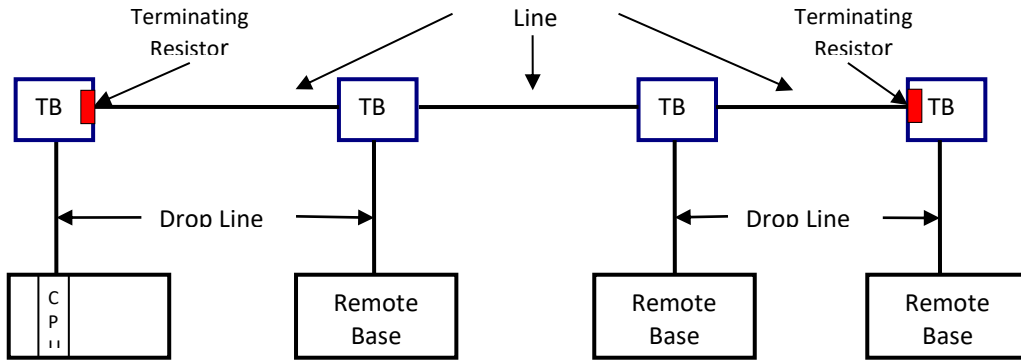 Terminating
Resistor
Line
Terminating
Resistor
TB
TB
TB
TB
Drop Line
Drop Line
C
P
U
Remote
Base
Remote
Base
Remote
Base